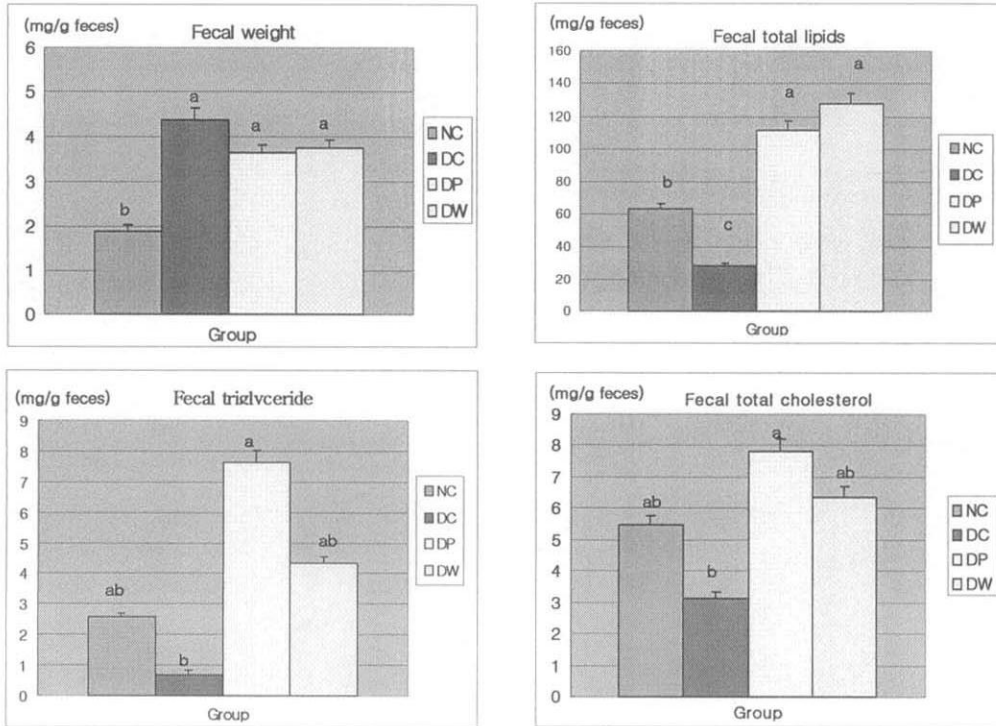 (mg/g feces)
Fecal weight
6
5
4
3
2
1
0
b
a
a
a
Group
NC
DC
DP
DW
(mg/g feces)
Fecal total lipids
160
140
120
100
80
60
40
20
0
b
c
a
a
Group
NC
DC
DP
DW
(mg/g feces)
Fecal triglyceride
9
8
7
6
5
4
3
2
1
0
ab
b
a
ab
Group
NC
DC
DP
DW
(mg/g feces)
Fecal total cholesterol
9
8
7
6
5
4
3
2
1
0
ab
b
a
ab
Group
NC
DC
DP
DW